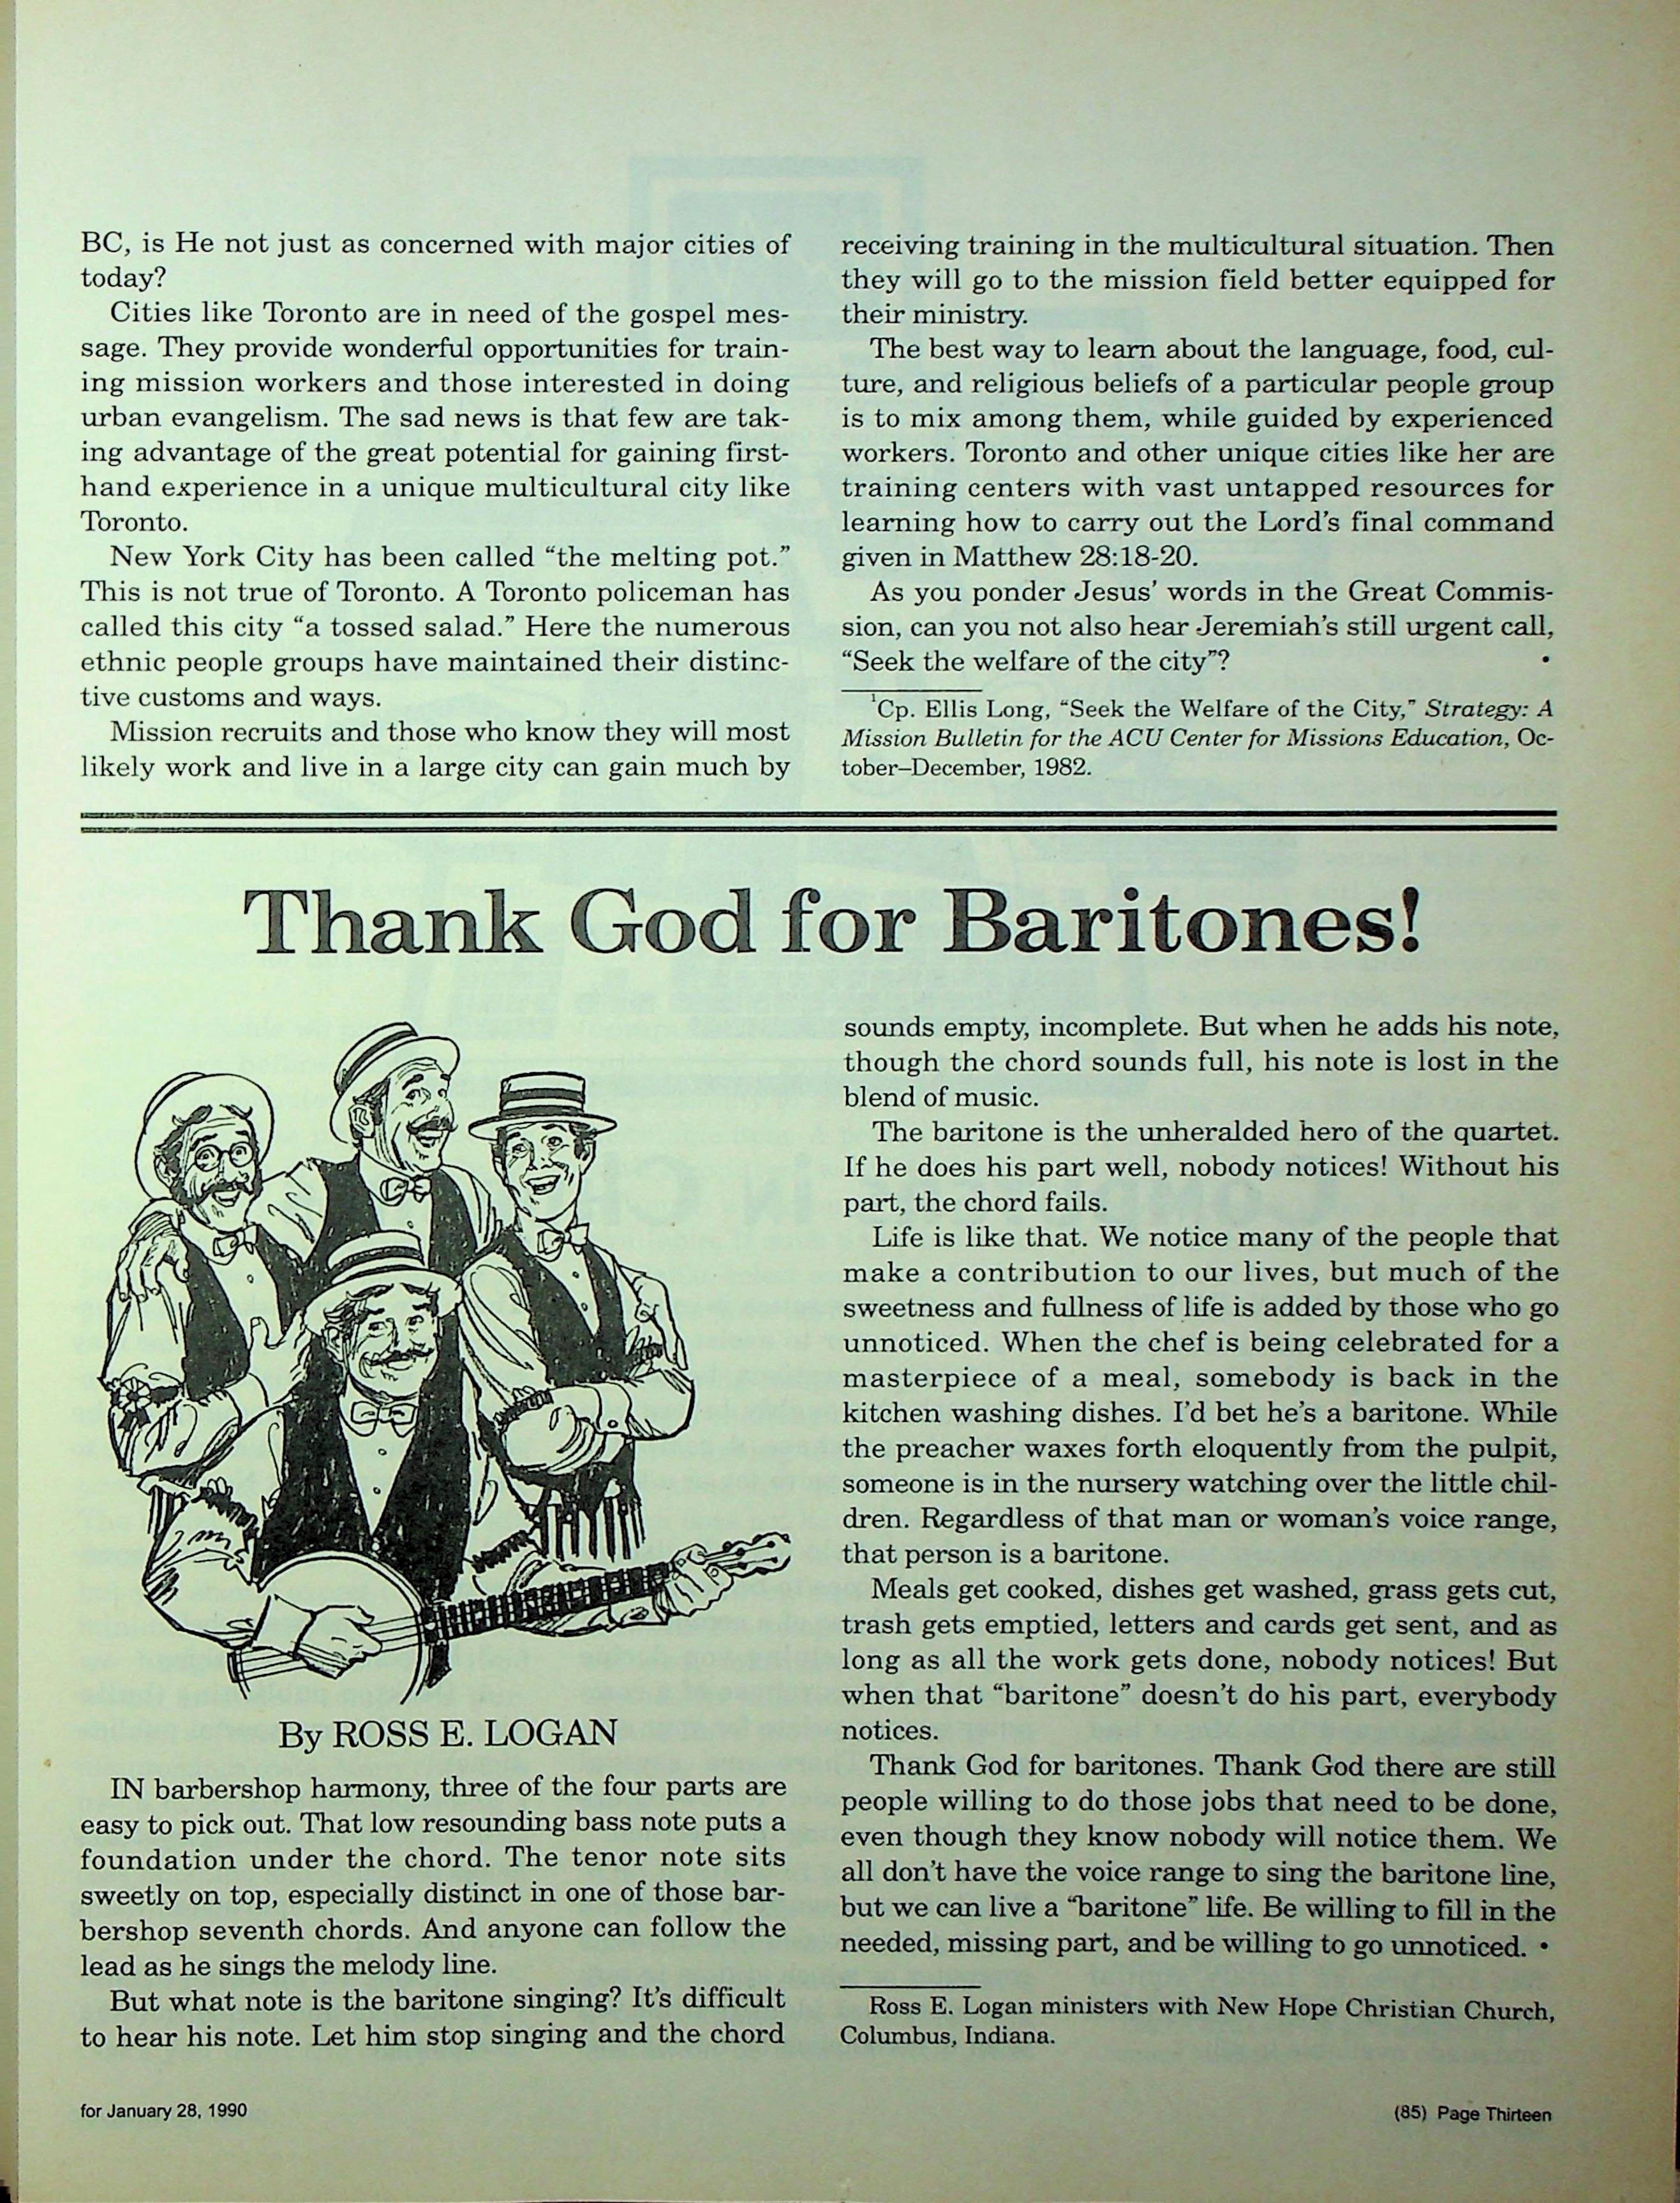 BC, is He not just as concerned with major cities of
today?
Cities like Toronto are in need of the gospel mes-
sage. They provide wonderful opportunities for train-
ing mission workers and those interested in doing
urban evangelism. The sad news is that few are tak-
ing advantage of the great potential for gaining first-
hand experience in a unique multicultural city like
Toronto.
New York City has been called “the melting pot.”
This is not true of Toronto. A Toronto policeman has
called this city “a tossed salad.” Here the numerous
ethnic people groups have maintained their distinc-
tive customs and ways.
Mission recruits and those who know they will most
likely work and live in a large city can gain much by
receiving training in the multicultural situation. Then
they will go to the mission field better equipped for
their ministry.
The best way to learn about the language, food, cul-
ture, and religious beliefs of a particular people group
is to mix among them, while guided by experienced
workers. Toronto and other unique cities like her are
training centers with vast untapped resources for
learning how to carry out the Lord’s final command
given in Matthew 28:18-20.
As you ponder Jesus’ words in the Great Commis-
sion, can you not also hear Jeremiah’s still urgent call,
“Seek the welfare of the city”? •
¹Cp. Ellis Long, “Seek the Welfare of the City,” Strategy: A
Mission Bulletin for the ACU Center for Missions Education, Oc-
tober–December, 1982.
Thank God for Baritones!
By ROSS E. LOGAN
IN barbershop harmony, three of the four parts are
easy to pick out. That low resounding bass note puts a
foundation under the chord. The tenor note sits
sweetly on top, especially distinct in one of those bar-
bershop seventh chords. And anyone can follow the
lead as he sings the melody line.
But what note is the baritone singing? It’s difficult
to hear his note. Let him stop singing and the chord
sounds empty, incomplete. But when he adds his note,
though the chord sounds full, his note is lost in the
blend of music.
The baritone is the unheralded hero of the quartet.
If he does his part well, nobody notices! Without his
part, the chord fails.
Life is like that. We notice many of the people that
make a contribution to our lives, but much of the
sweetness and fullness of life is added by those who go
unnoticed. When the chef is being celebrated for a
masterpiece of a meal, somebody is back in the
kitchen washing dishes. I’d bet he’s a baritone. While
the preacher waxes forth eloquently from the pulpit,
someone is in the nursery watching over the little chil-
dren. Regardless of that man or woman’s voice range,
that person is a baritone.
Meals get cooked, dishes get washed, grass gets cut,
trash gets emptied, letters and cards get sent, and as
long as all the work gets done, nobody notices! But
when that “baritone” doesn’t do his part, everybody
notices.
Thank God for baritones. Thank God there are still
people willing to do those jobs that need to be done,
even though they know nobody will notice them. We
all don’t have the voice range to sing the baritone line,
but we can live a “baritone” life. Be willing to fill in the
needed, missing part, and be willing to go unnoticed. •
Ross E. Logan ministers with New Hope Christian Church,
Columbus, Indiana.
for January 28, 1990
(85) Page Thirteen